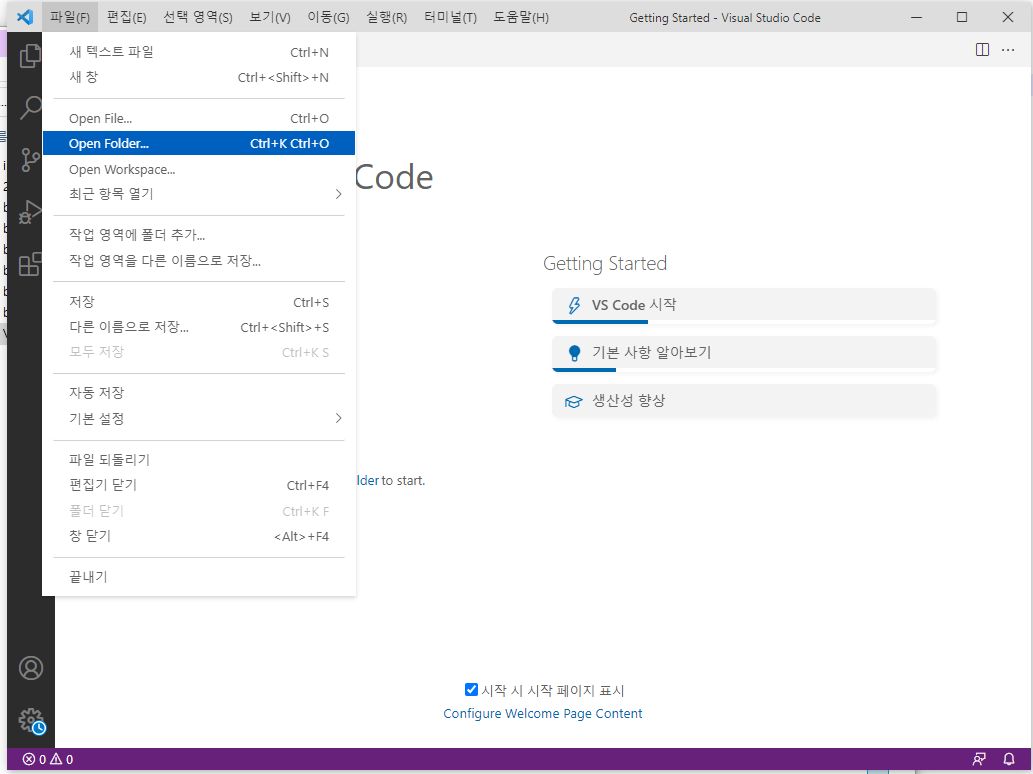 파일(F) 편집(E) 선택 영역(S) 보기(V) 이동(G) 실행(R) 터미널(T) 도움말(H) Getting Started - Visual Studio Code
새 텍스트 파일 Ctrl+N
새 창 Ctrl+<Shift>+N
Open File... Ctrl+O
Open Folder... Ctrl+K Ctrl+O
Open Workspace...
최근 항목 열기
작업 영역에 폴더 추가...
작업 영역을 다른 이름으로 저장...
저장 Ctrl+S
다른 이름으로 저장... Ctrl+<Shift>+S
모두 저장 Ctrl+K S
자동 저장
기본 설정
파일 되돌리기
편집기 닫기 Ctrl+F4
폴더 닫기 Ctrl+K F
창 닫기 <Alt>+F4
끝내기
Code
Getting Started
VS Code 시작
기본 사항 알아보기
생산성 향상
lder to start.
시작 시 시작 페이지 표시
Configure Welcome Page Content
0 0